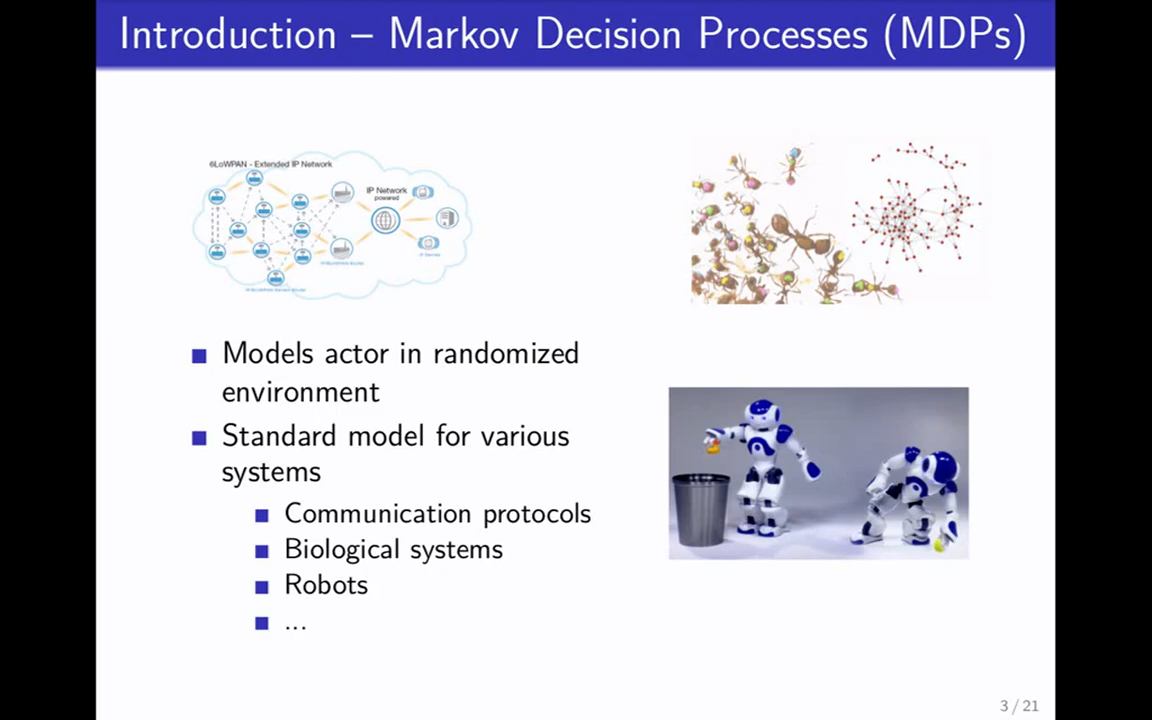 Introduction – Markov Decision Processes (MDPs)
6LoWPAN - Extended IP Network
IP Network
powered
Models actor in randomized
environment
Standard model for various
systems
Communication protocols
Biological systems
Robots
...
3 / 21